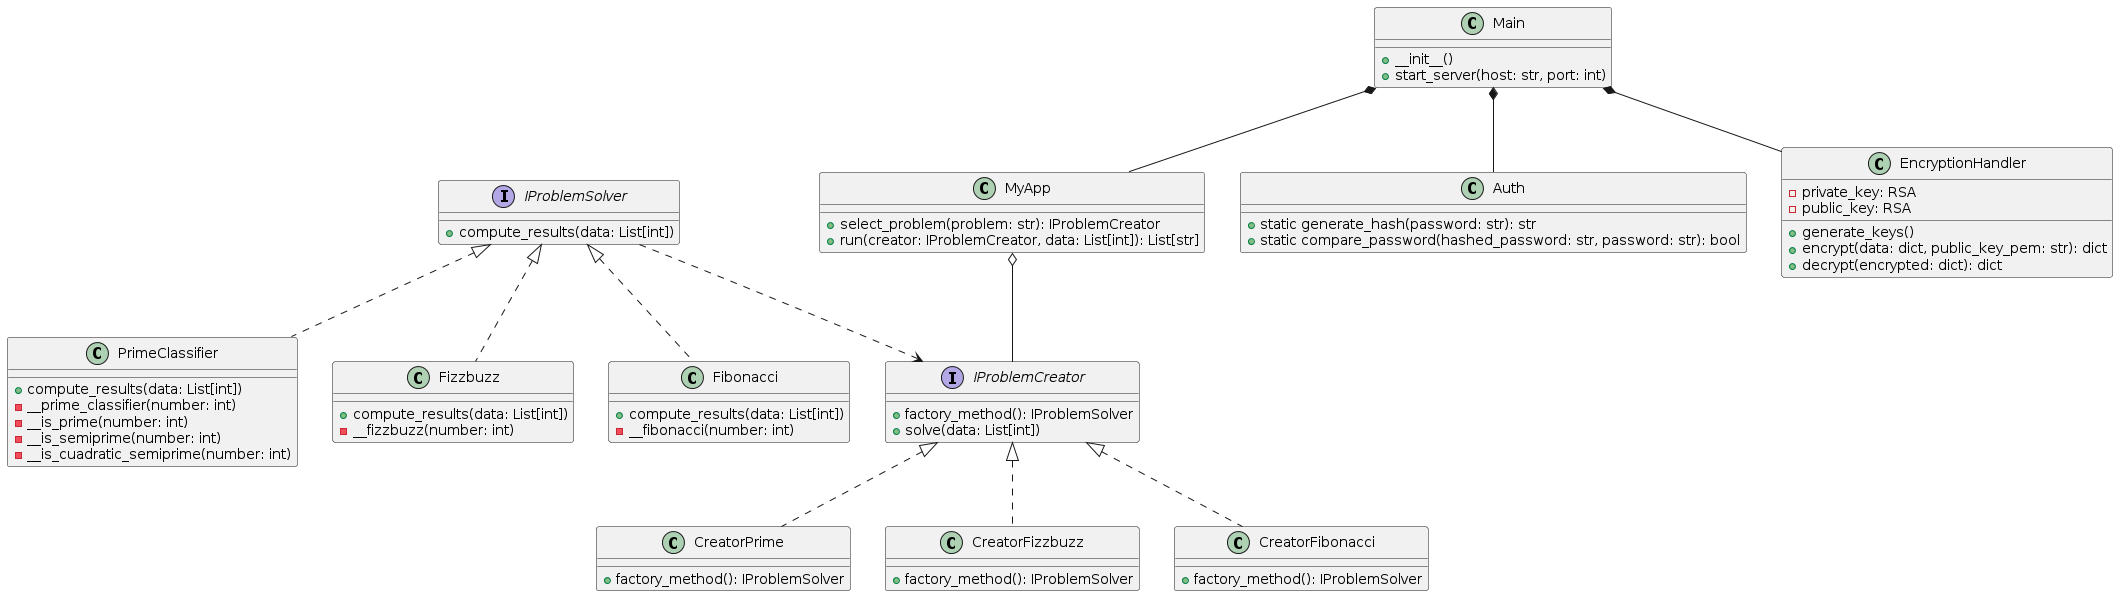 C Main
__init__()
start_server(host: str, port: int)
I IProblemSolver
compute_results(data: List[int])
C MyApp
select_problem(problem: str): IProblemCreator
run(creator: IProblemCreator, data: List[int]): List[str]
C Auth
static generate_hash(password: str): str
static compare_password(hashed_password: str, password: str): bool
C EncryptionHandler
private_key: RSA
public_key: RSA
generate_keys()
encrypt(data: dict, public_key_pem: str): dict
decrypt(encrypted: dict): dict
C PrimeClassifier
compute_results(data: List[int])
__prime_classifier(number: int)
__is_prime(number: int)
__is_semiprime(number: int)
__is_cuadratic_semiprime(number: int)
C Fizzbuzz
compute_results(data: List[int])
__fizzbuzz(number: int)
C Fibonacci
compute_results(data: List[int])
__fibonacci(number: int)
I IProblemCreator
factory_method(): IProblemSolver
solve(data: List[int])
C CreatorPrime
factory_method(): IProblemSolver
C CreatorFizzbuzz
factory_method(): IProblemSolver
C CreatorFibonacci
factory_method(): IProblemSolver